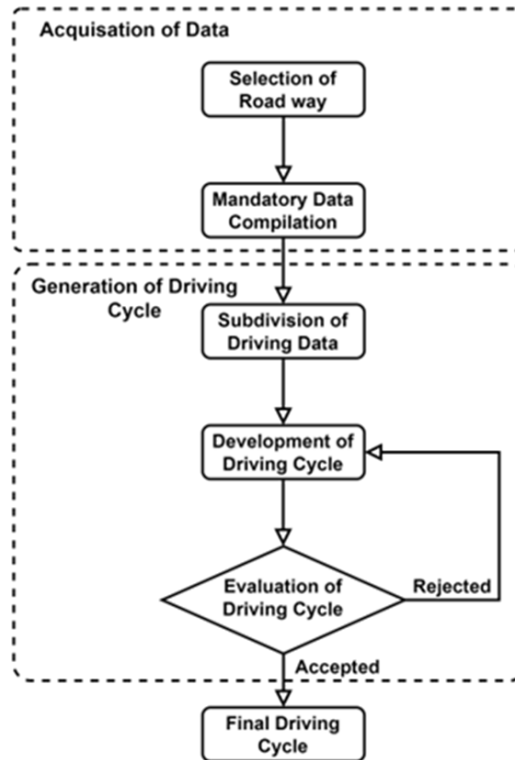 Acquisation of Data
Selection of
Road way
Mandatory Data
Compilation
Generation of Driving
Cycle
Subdivision of
Driving Data
Development of
Driving Cycle
Evaluation of
Driving Cycle
Rejected
Accepted
Final Driving
Cycle